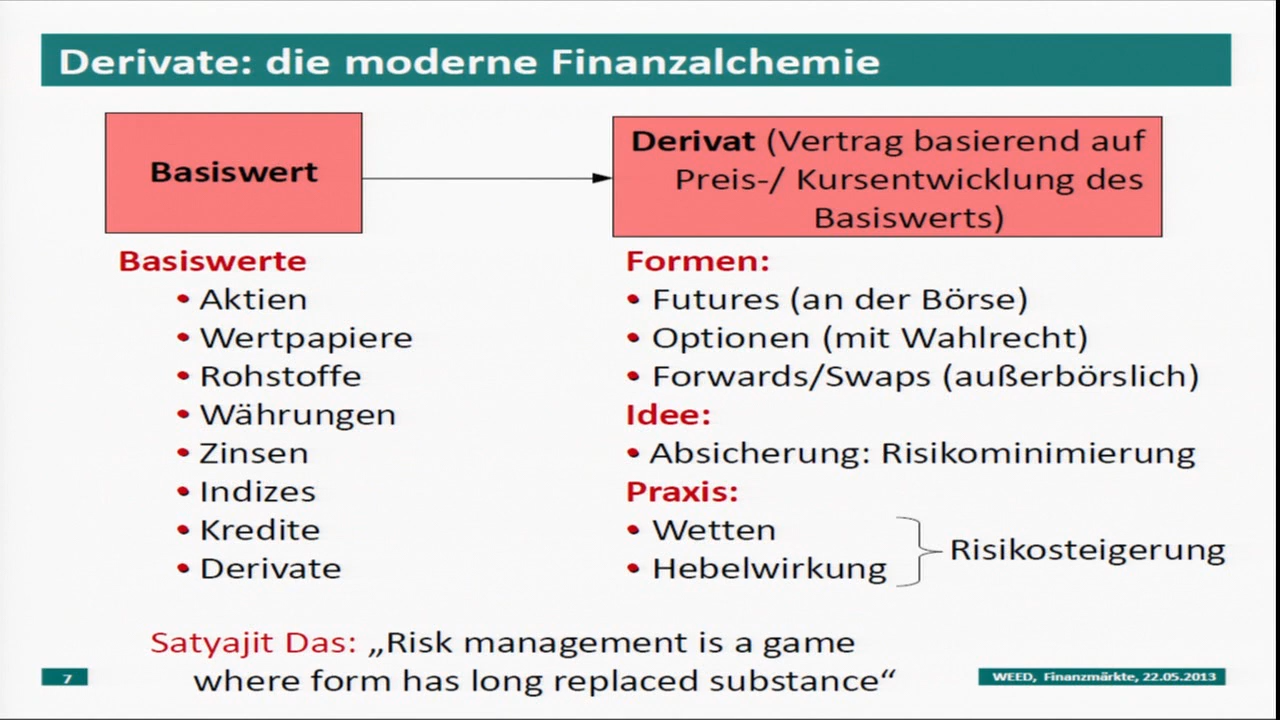 Derivate: die moderne Finanzalchemie
Basiswert
Derivat (Vertrag basierend auf
Preis-/ Kursentwicklung des
Basiswerts)
Basiswerte
• Aktien
• Wertpapiere
• Rohstoffe
• Währungen
• Zinsen
• Indizes
• Kredite
• Derivate
Formen:
• Futures (an der Börse)
• Optionen (mit Wahlrecht)
• Forwards/Swaps (außerbörslich)
Idee:
• Absicherung: Risikominimierung
Praxis:
• Wetten
• Hebelwirkung
Risikosteigerung
Satyajit Das: „Risk management is a game
where form has long replaced substance“
7
WEED, Finanzmärkte, 22.05.2013